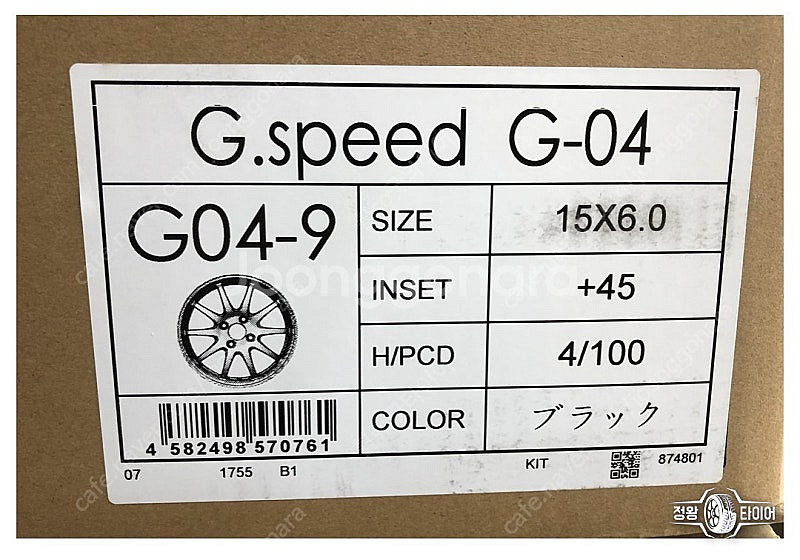 G.speed G-04
G04-9
SIZE 15X6.0
INSET +45
H/PCD 4/100
COLOR ブラック
4 582498 570761
07 1755 B1 KIT 874801
joonggonara
정왕 타이어